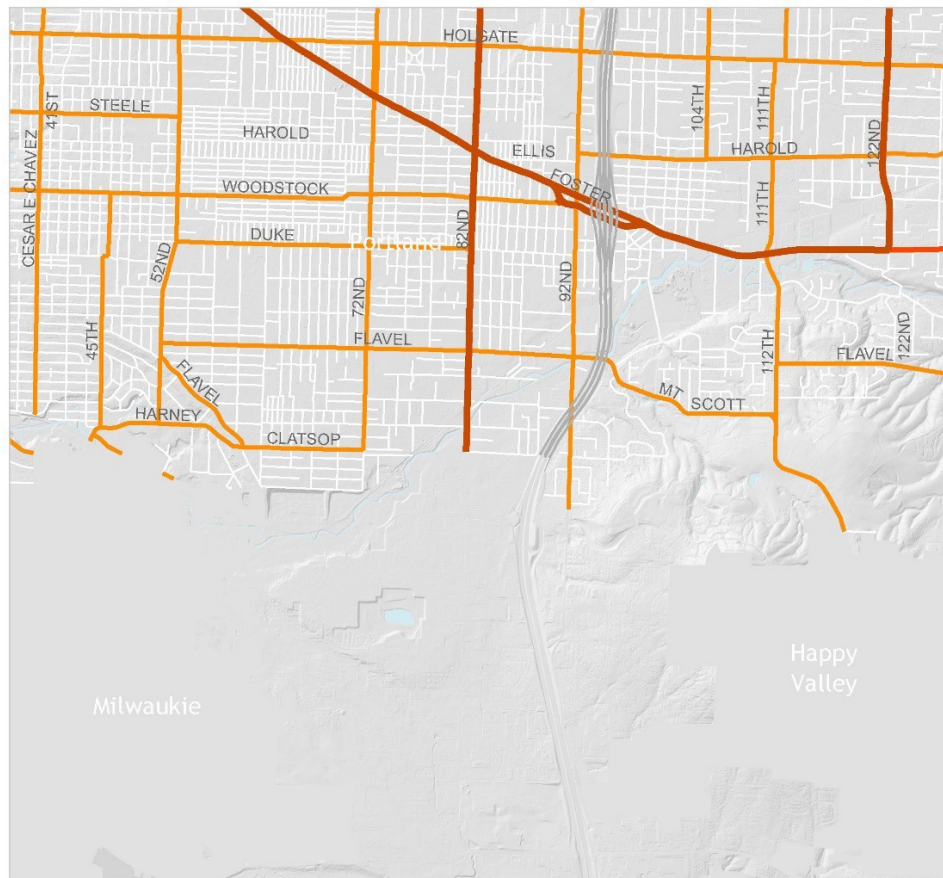 HOLGATE
41ST
STEELE
104TH
111TH
HAROLD
ELLIS
HAROLD
122ND
CESAR E CHAVEZ
WOODSTOCK
FOSTER
111TH
DUKE
Portland
82ND
52ND
72ND
92ND
45TH
FLAVEL
112TH
122ND
FLAVEL
FLAVEL
MT
SCOTT
HARNEY
CLATSOP
Happy
Valley
Milwaukie